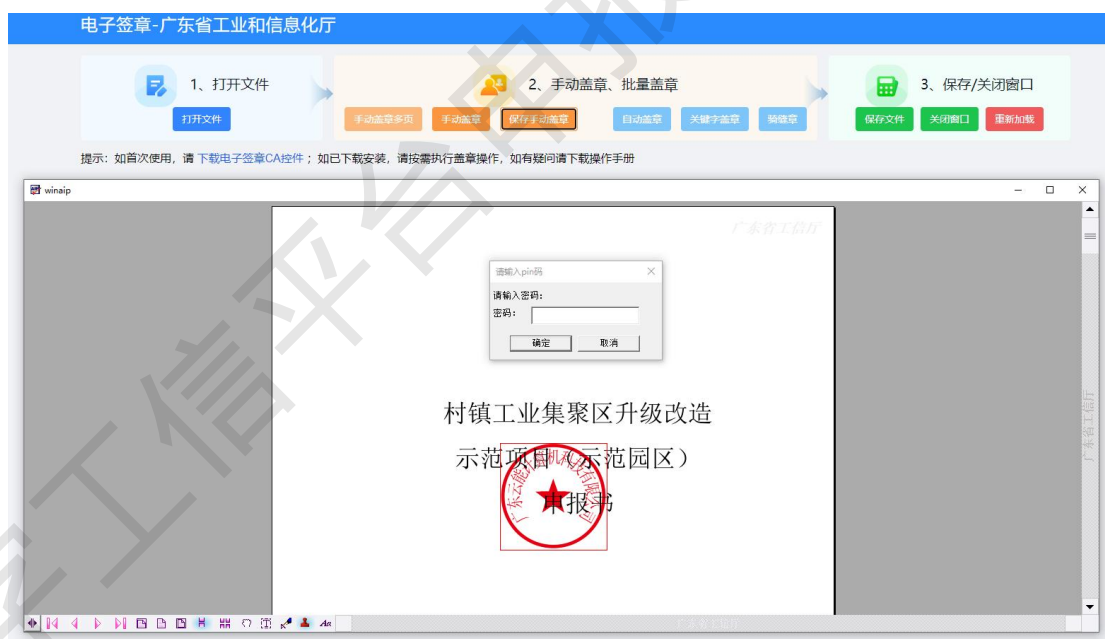 电子签章-广东省工业和信息化厅
1、打开文件
2、手动盖章、批量盖章
3、保存/关闭窗口
打开文件
手动盖章多页 手动盖章 保存手动盖章 自动盖章 关键字盖章 骑缝章
保存文件 关闭窗口 重新加载
提示：如首次使用，请 下载电子签章CA控件 ；如已下载安装，请按需执行盖章操作，如有疑问请下载操作手册
winaip
广东省工信厅
请输入pin码
请输入密码:
密码:
确定 取消
村镇工业集聚区升级改造
示范项目（示范园区）
申报书
广东省工信厅
广东省工信厅